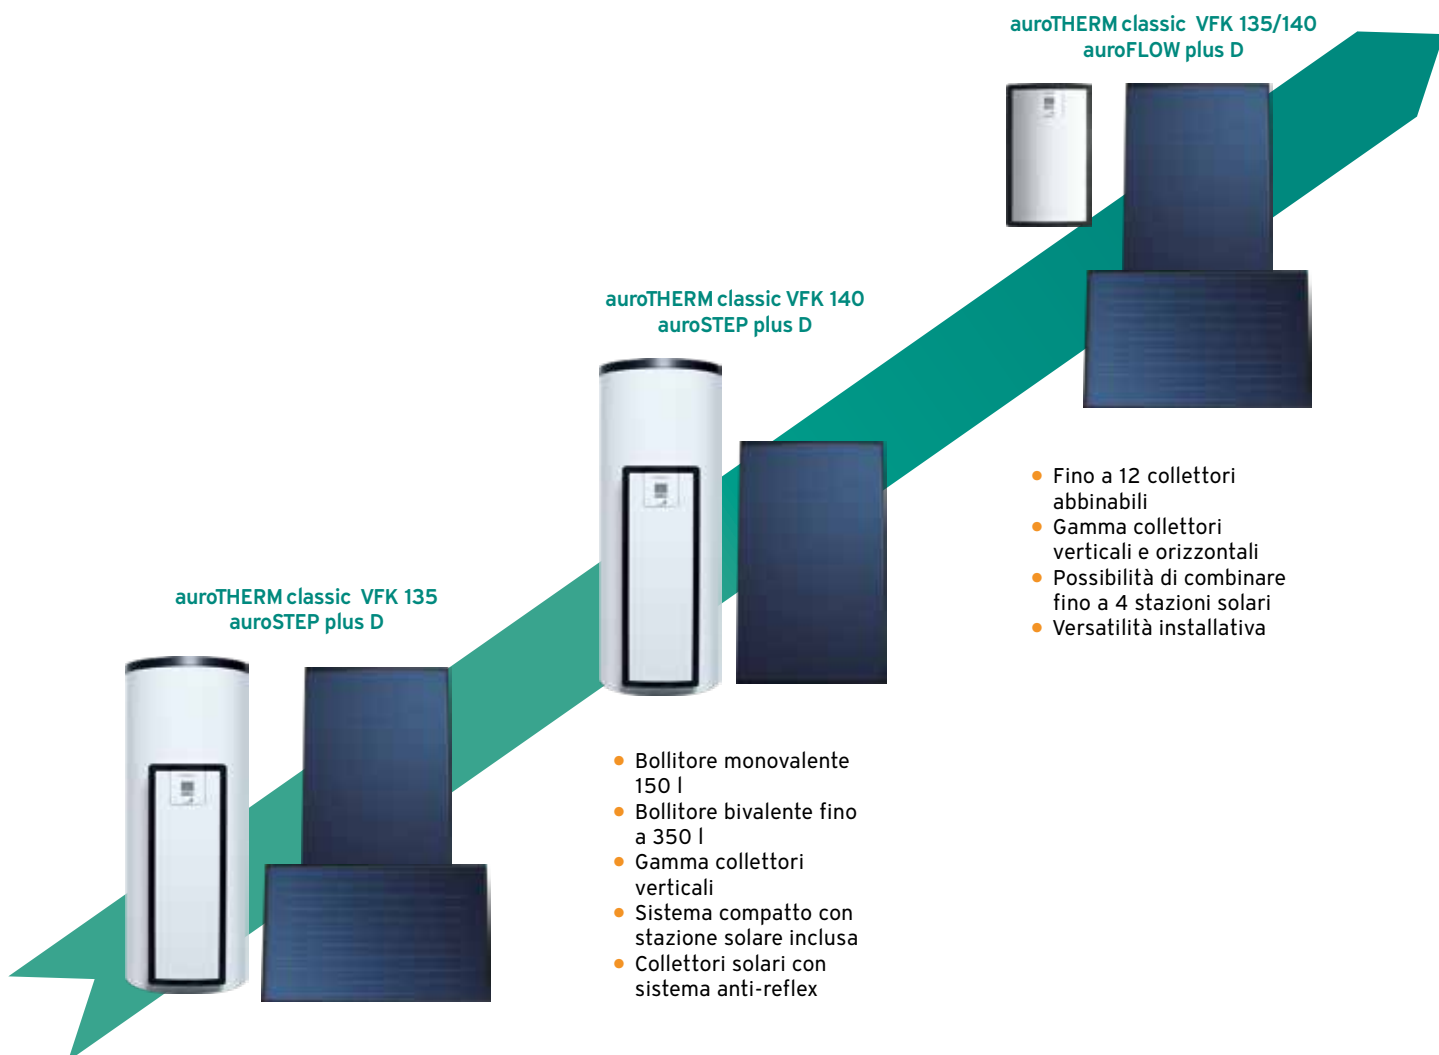 auroTHERM classic VFK 135/140
auroFLOW plus D
auroTHERM classic VFK 140
auroSTEP plus D
auroTHERM classic VFK 135
auroSTEP plus D
Fino a 12 collettori
abbinabili
Gamma collettori
verticali e orizzontali
Possibilità di combinare
fino a 4 stazioni solari
Versatilità installativa
Bollitore monovalente
150 l
Bollitore bivalente fino
a 350 l
Gamma collettori
verticali
Sistema compatto con
stazione solare inclusa
Collettori solari con
sistema anti-reflex